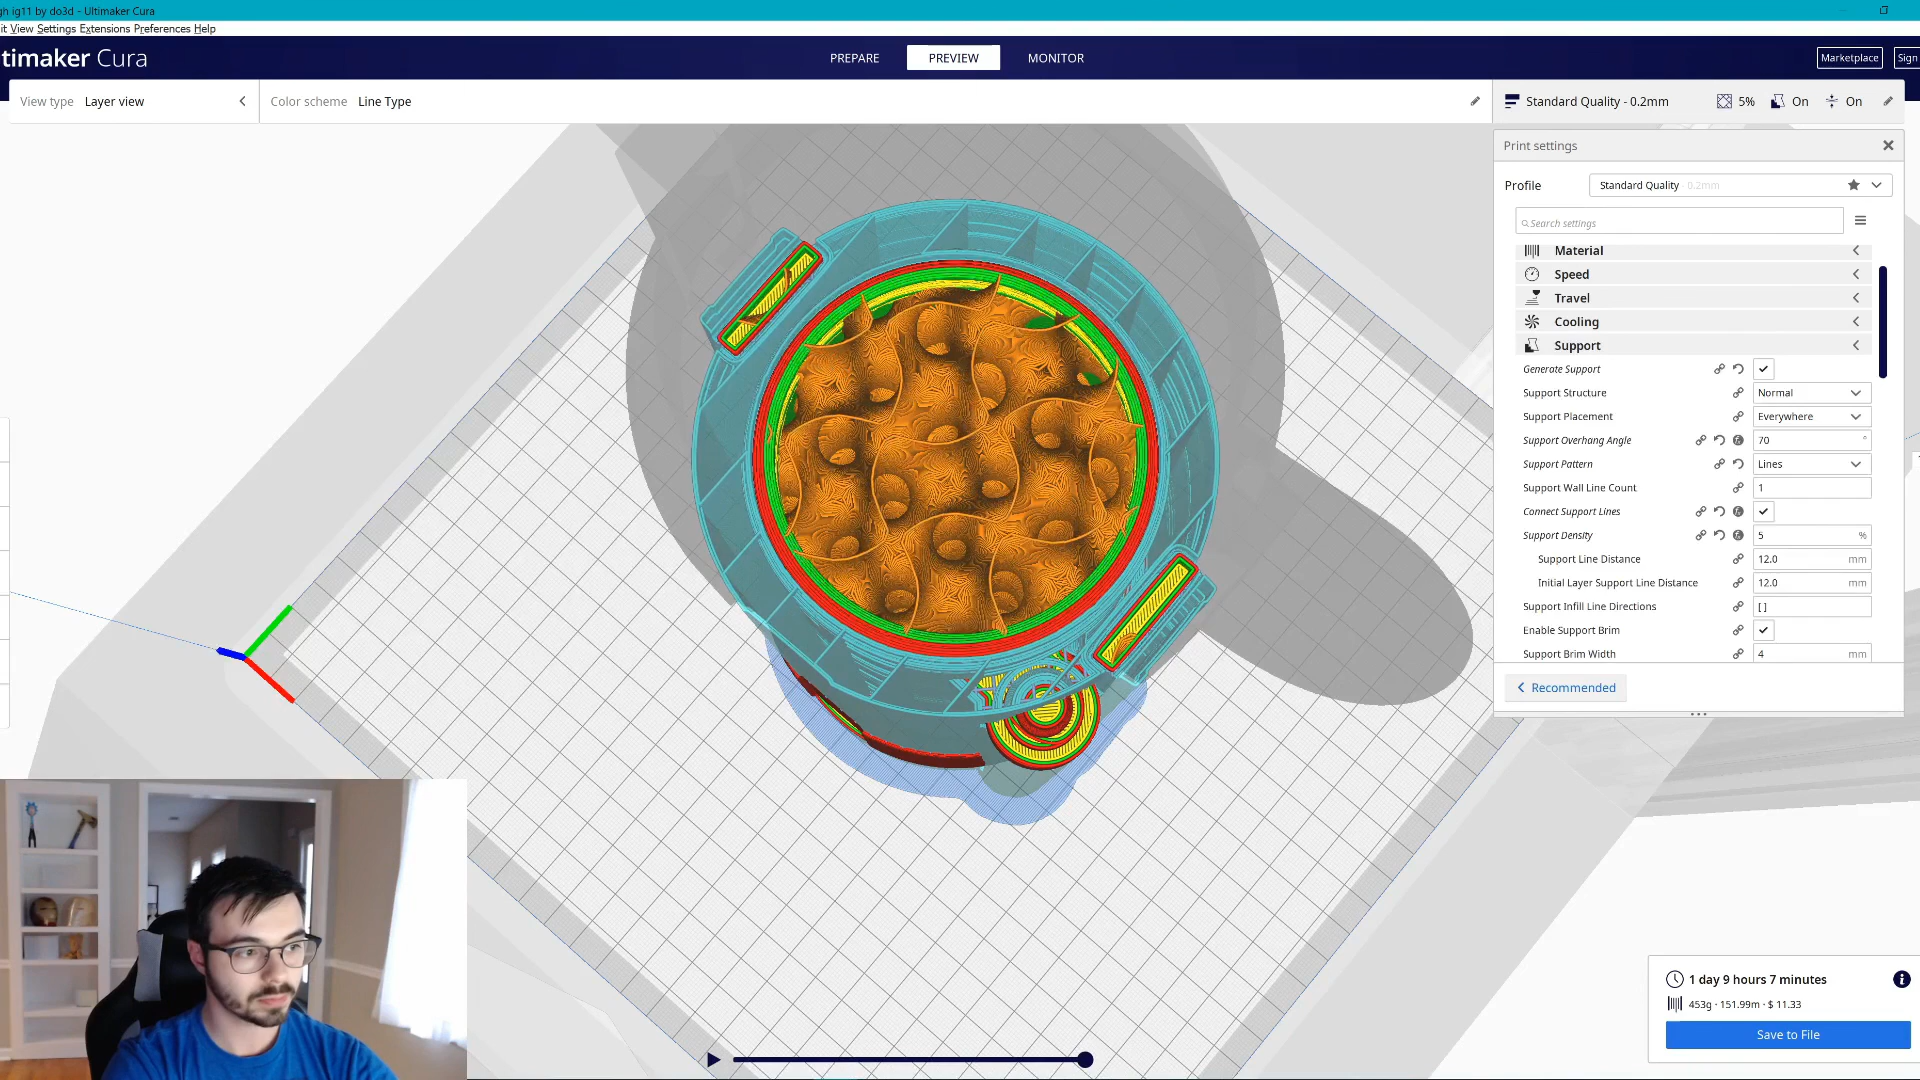 gh ig11 by do3d - Ultimaker Cura
it View Settings Extensions Preferences Help
timaker Cura
PREPARE PREVIEW MONITOR
Marketplace Sign
View type Layer view
Color scheme Line Type
Standard Quality - 0.2mm 5% On On
Print settings
Profile Standard Quality - 0.2mm
Search settings
Material
Speed
Travel
Cooling
Support
Generate Support
Support Structure Normal
Support Placement Everywhere
Support Overhang Angle 70 °
Support Pattern Lines
Support Wall Line Count 1
Connect Support Lines
Support Density 5 %
Support Line Distance 12.0 mm
Initial Layer Support Line Distance 12.0 mm
Support Infill Line Directions [ ]
Enable Support Brim
Support Brim Width 4 mm
Recommended
1 day 9 hours 7 minutes
453g · 151.99m · $ 11.33
Save to File